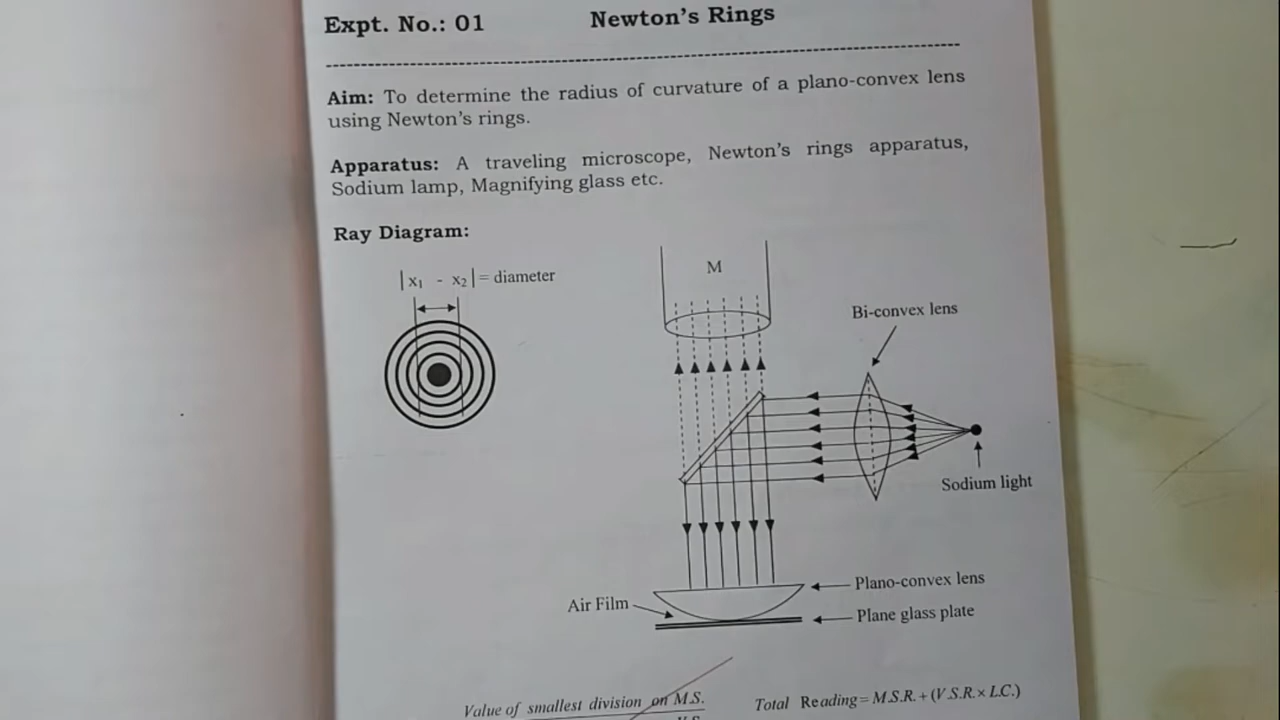 Expt. No.: 01 Newton's Rings
Aim: To determine the radius of curvature of a plano-convex lens
using Newton's rings.
Apparatus: A traveling microscope, Newton's rings apparatus,
Sodium lamp, Magnifying glass etc.
Ray Diagram:
|x₁ - x₂| = diameter
M
Bi-convex lens
Sodium light
Plano-convex lens
Air Film
Plane glass plate
Value of smallest division on M.S.
Total Reading = M.S.R. + (V.S.R. × L.C.)